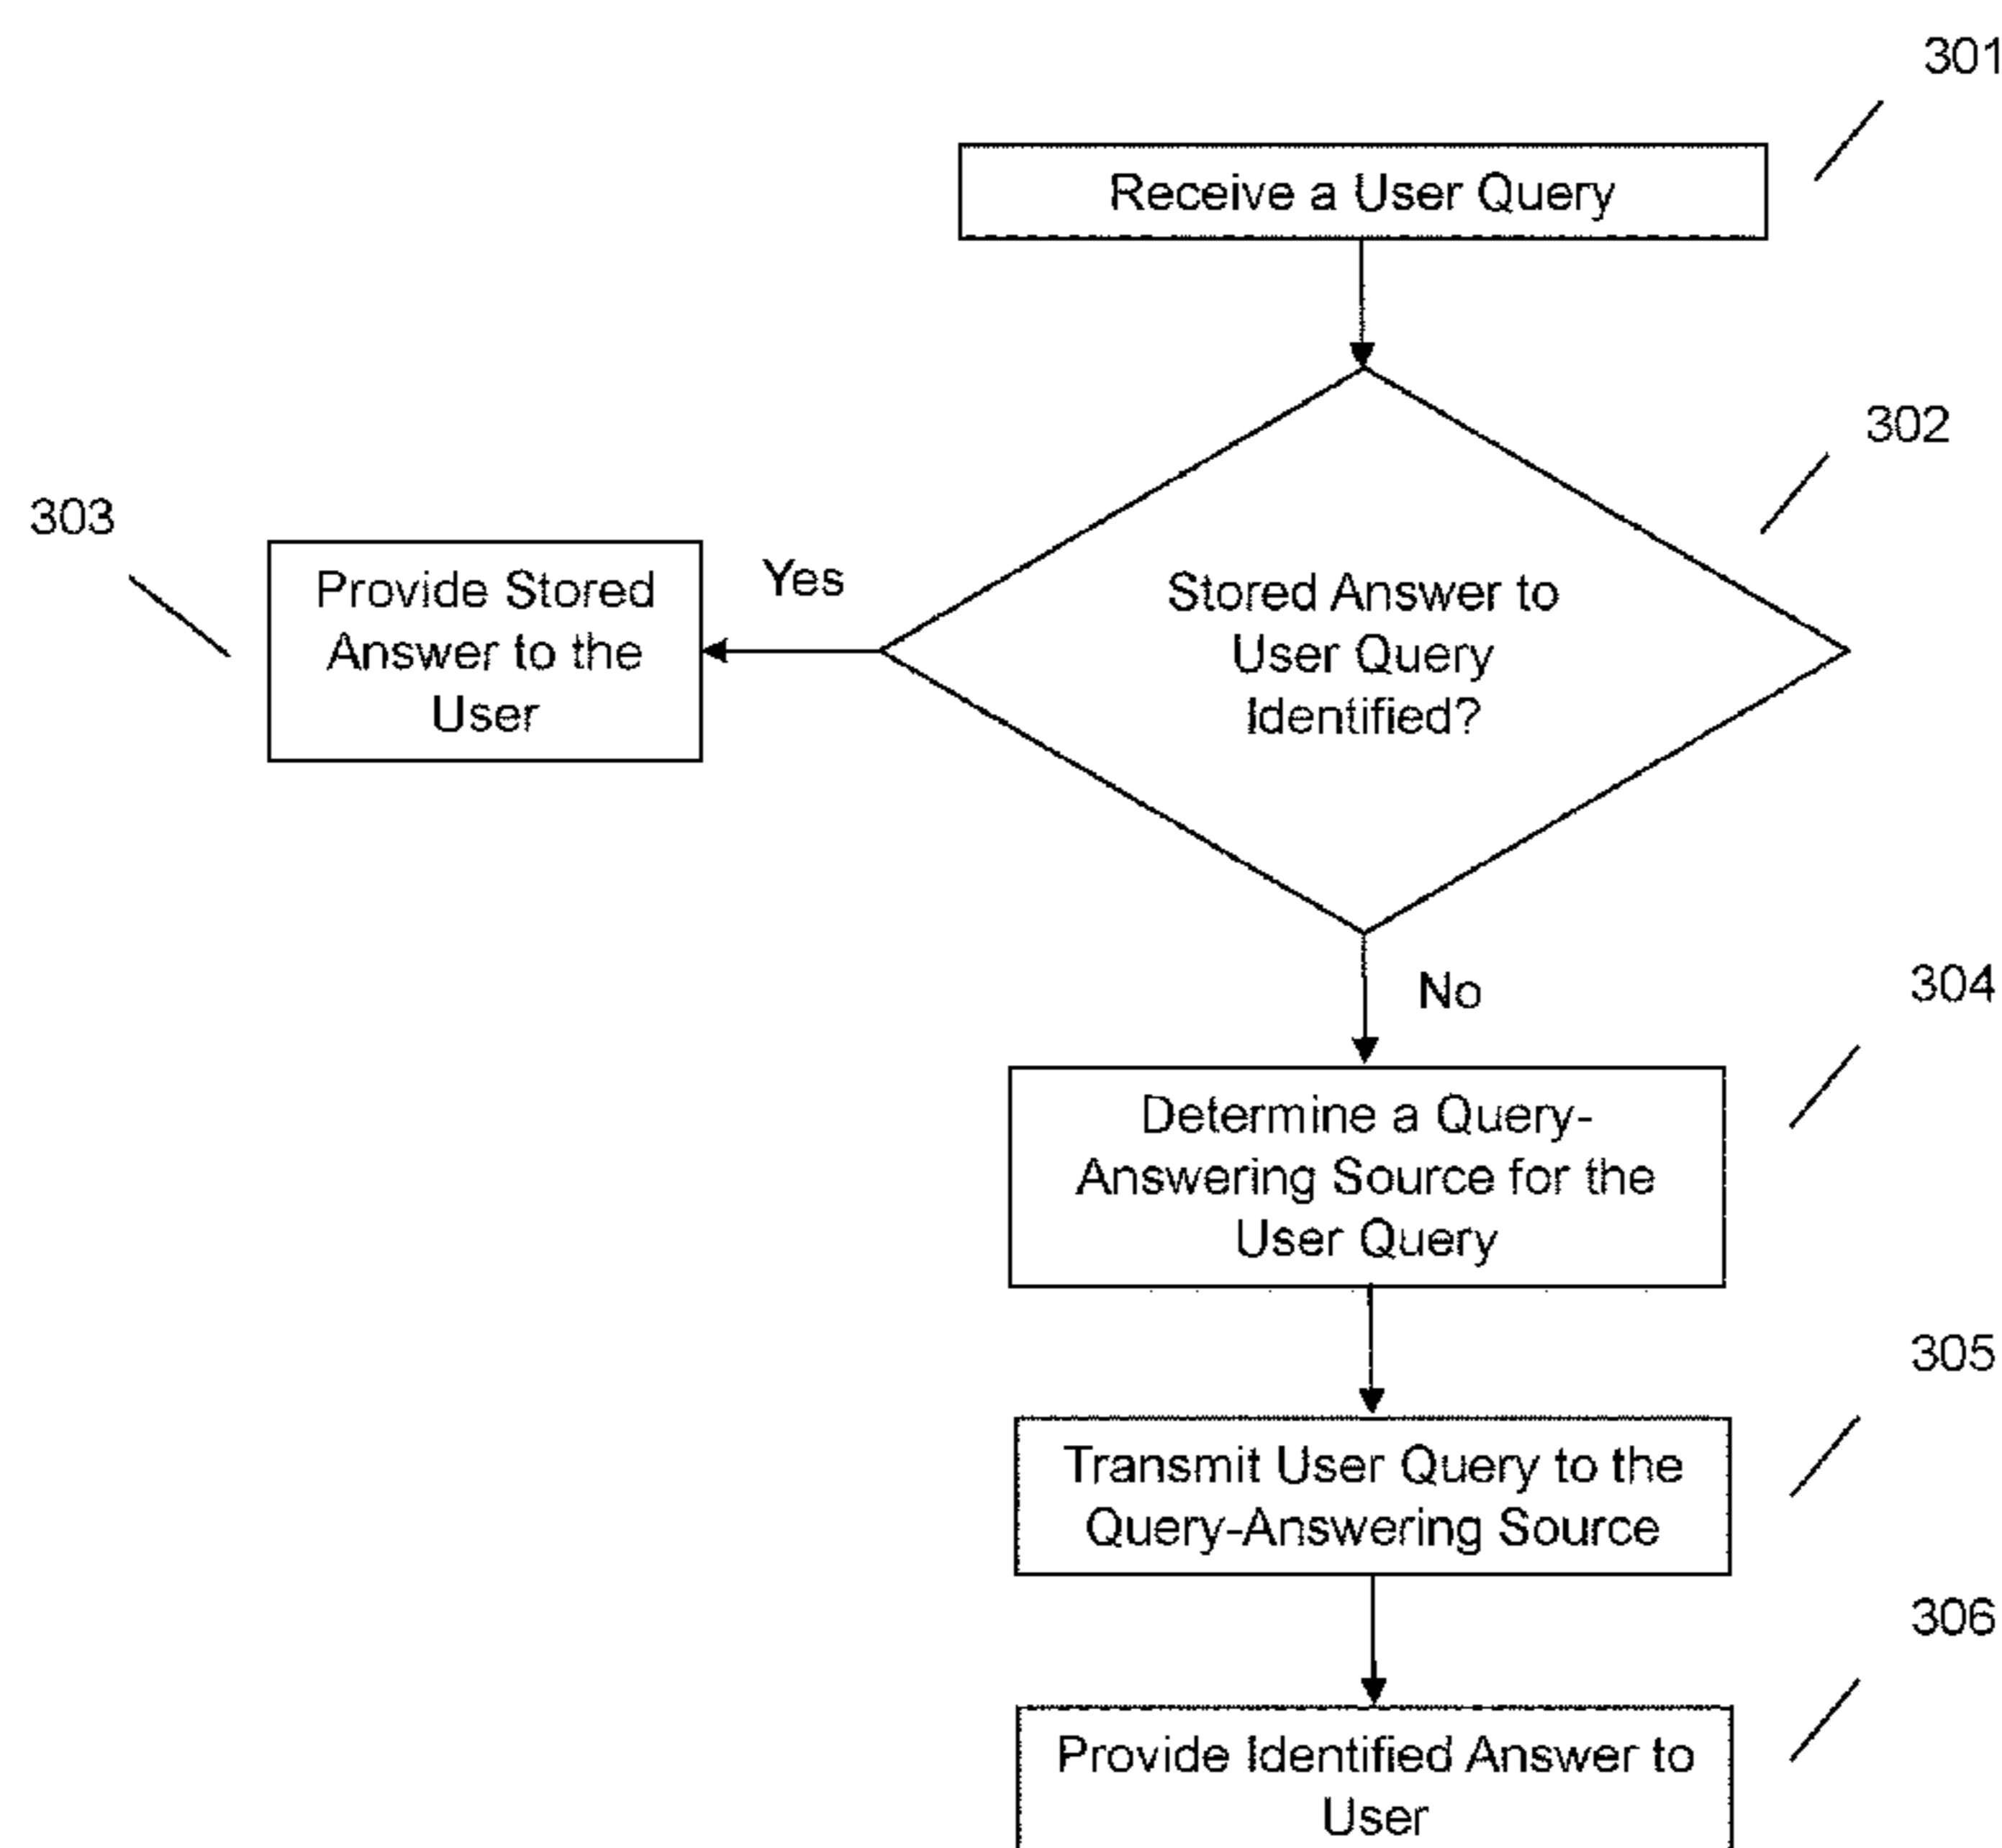 301
Receive a User Query
302
Stored Answer to
User Query
Identified?
303
Yes
Provide Stored
Answer to the
User
No
304
Determine a Query-
Answering Source for the
User Query
305
Transmit User Query to the
Query-Answering Source
306
Provide Identified Answer to
User